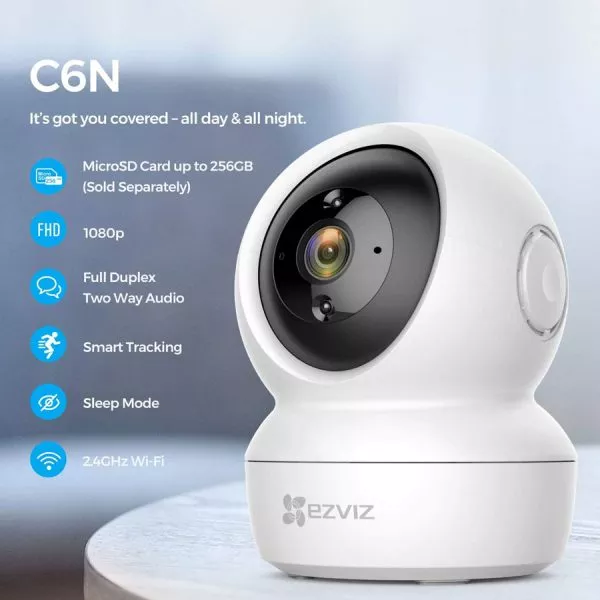 C6N
It's got you covered – all day & all night.
MicroSD Card up to 256GB
(Sold Separately)
FHD
1080p
Full Duplex
Two Way Audio
Smart Tracking
Sleep Mode
2.4GHz Wi-Fi
ezviz